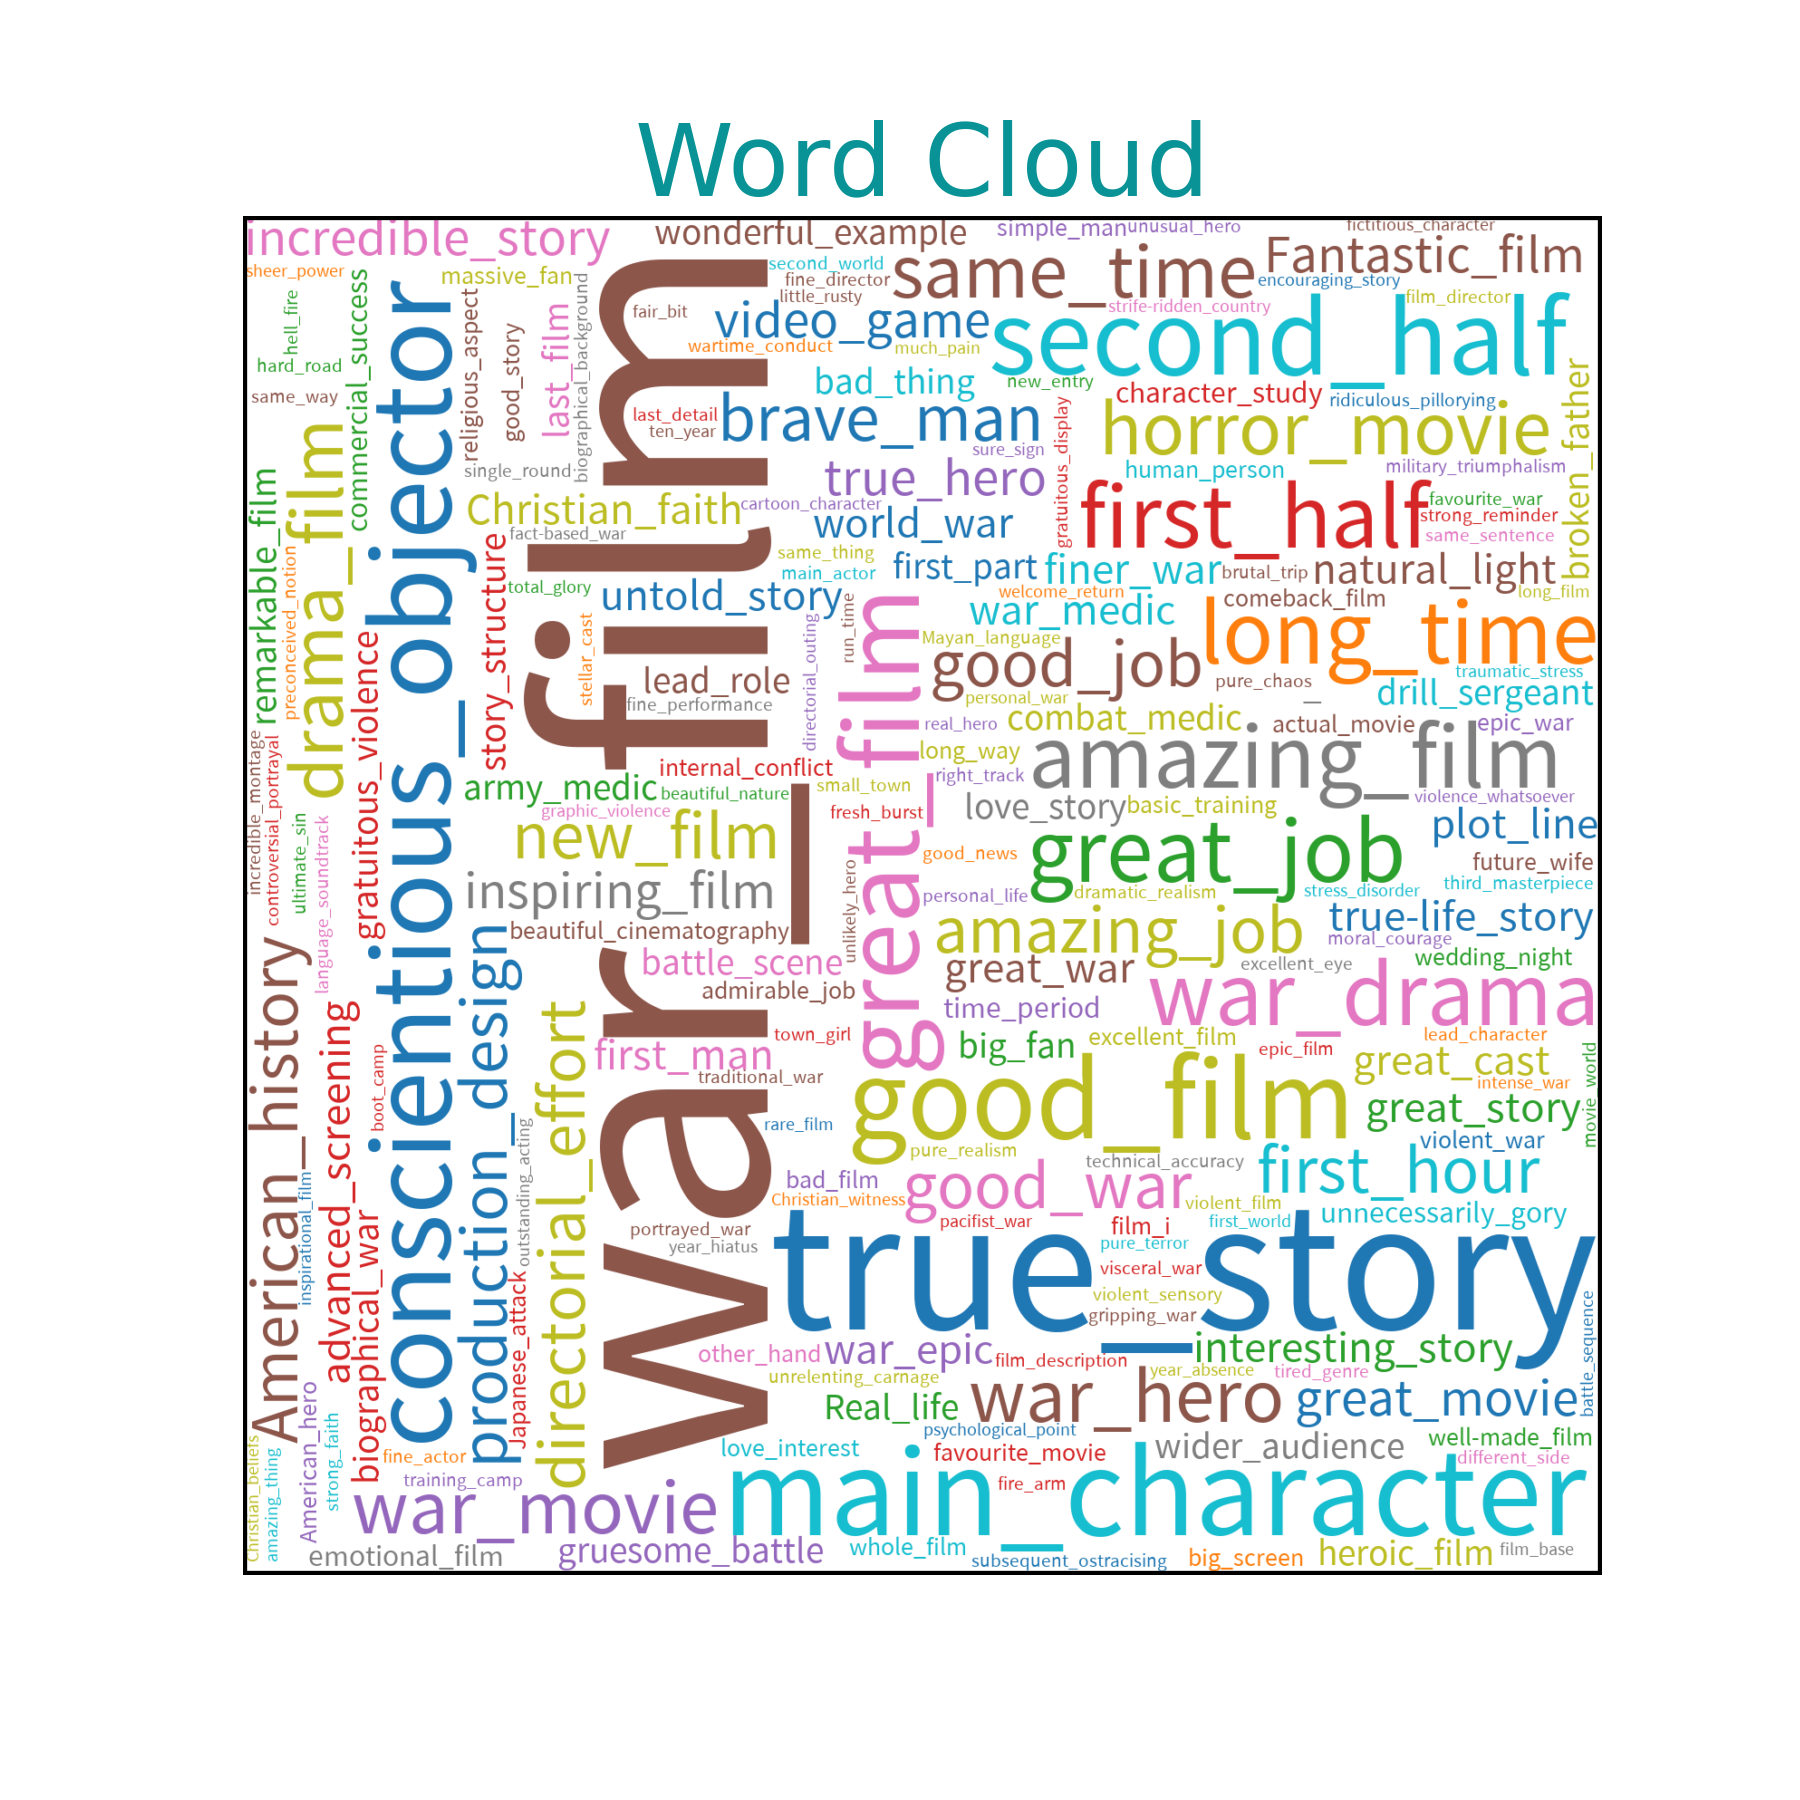 Word Cloud
incredible_story
wonderful_example
simple_man
unusual_hero
fictitious_character
sheer_power
massive_fan
second_world
fine_director
little_rusty
same_time
Fantastic_film
encouraging_story
film_director
strife-ridden_country
hell_fire
commercial_success
religious_aspect
good_story
last_film
biographical_background
fair_bit
video_game
second_half
wartime_conduct
much_pain
hard_road
same_way
bad_thing
new_entry
character_study
ridiculous_pillorying
broken_father
last_detail
ten_year
brave_man
gratuitous_display
horror_movie
sure_sign
single_round
true_hero
human_person
military_triumphalism
remarkable_film
drama_film
conscientious_objector
war_film
Christian_faith
cartoon_character
first_half
favourite_war
strong_reminder
world_war
fact-based_war
same_sentence
preconceived_notion
story_structure
same_thing
main_actor
first_part
finer_war
brutal_trip
natural_light
total_glory
untold_story
welcome_return
long_film
war_medic
comeback_film
long_time
stellar_cast
directorial_outing
run_time
great_film
Mayan_language
good_job
gratuitous_violence
lead_role
pure_chaos
traumatic_stress
drill_sergeant
fine_performance
personal_war
real_hero
combat_medic
actual_movie
epic_war
incredible_montage
controversial_portrayal
internal_conflict
long_way
amazing_film
army_medic
beautiful_nature
small_town
right_track
graphic_violence
fresh_burst
love_story
basic_training
violence_whatsoever
ultimate_sin
language_soundtrack
new_film
great_job
plot_line
good_news
future_wife
unlikely_hero
inspiring_film
personal_life
dramatic_realism
stress_disorder
third_masterpiece
beautiful_cinematography
amazing_job
true-life_story
moral_courage
American_history
production_design
battle_scene
great_war
excellent_eye
wedding_night
admirable_job
time_period
war_drama
advanced_screening
directorial_effort
town_girl
first_man
big_fan
excellent_film
epic_film
lead_character
great_cast
boot_camp
traditional_war
good_film
intense_war
movie_world
great_story
outstanding_acting
rare_film
violent_war
pure_realism
technical_accuracy
first_hour
inspirational_film
bad_film
Christian_witness
good_war
violent_film
biographical_war
portrayed_war
year_hiatus
true_story
pacifist_war
film_i
first_world
unnecessarily_gory
pure_terror
visceral_war
Japanese_attack
violent_sensory
gripping_war
battle_sequence
other_hand
war_epic
film_description
interesting_story
unrelenting_carnage
year_absence
tired_genre
American_hero
Real_life
war_hero
great_movie
strong_faith
Christian_beliefs
amazing_thing
fine_actor
love_interest
psychological_point
favourite_movie
wider_audience
well-made_film
different_side
training_camp
fire_arm
war_movie
main_character
emotional_film
gruesome_battle
whole_film
subsequent_ostracising
big_screen
heroic_film
film_base